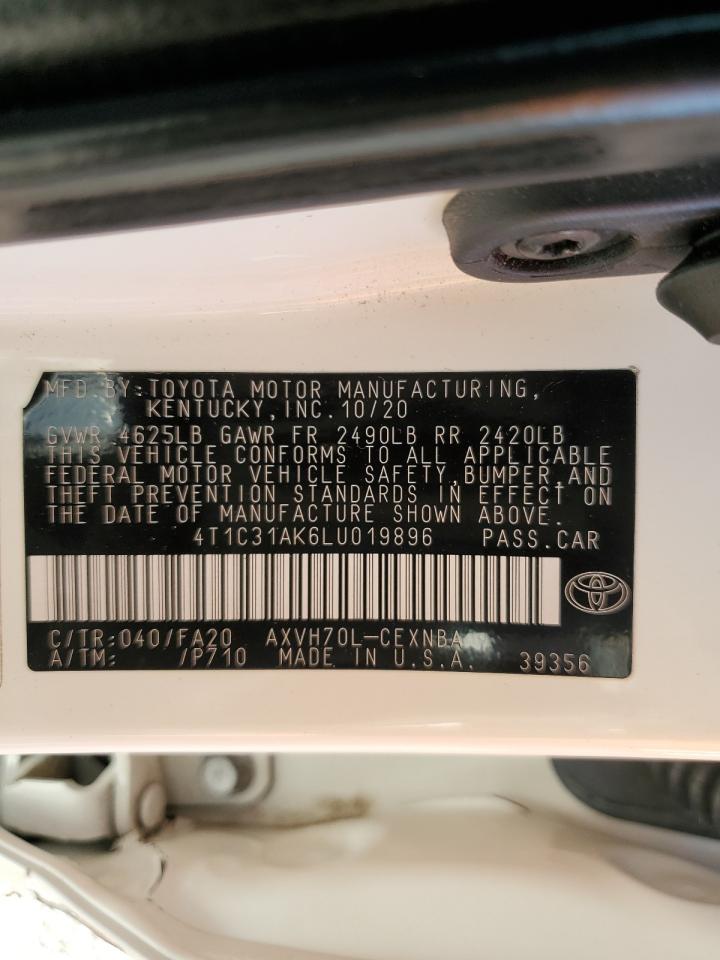 MFD.BY:TOYOTA MOTOR MANUFACTURING,
KENTUCKY,INC.10/20
GVWR 4625LB GAWR FR 2490LB RR 2420LB
THIS VEHICLE CONFORMS TO ALL APPLICABLE
FEDERAL MOTOR VEHICLE SAFETY,BUMPER,AND
THEFT PREVENTION STANDARDS IN EFFECT ON
THE DATE OF MANUFACTURE SHOWN ABOVE.
4T1C31AK6LU019896 PASS.CAR
C/TR:040/FA20 AXVH70L-CEXNBA
A/TM: /P710 MADE IN U.S.A. 39356